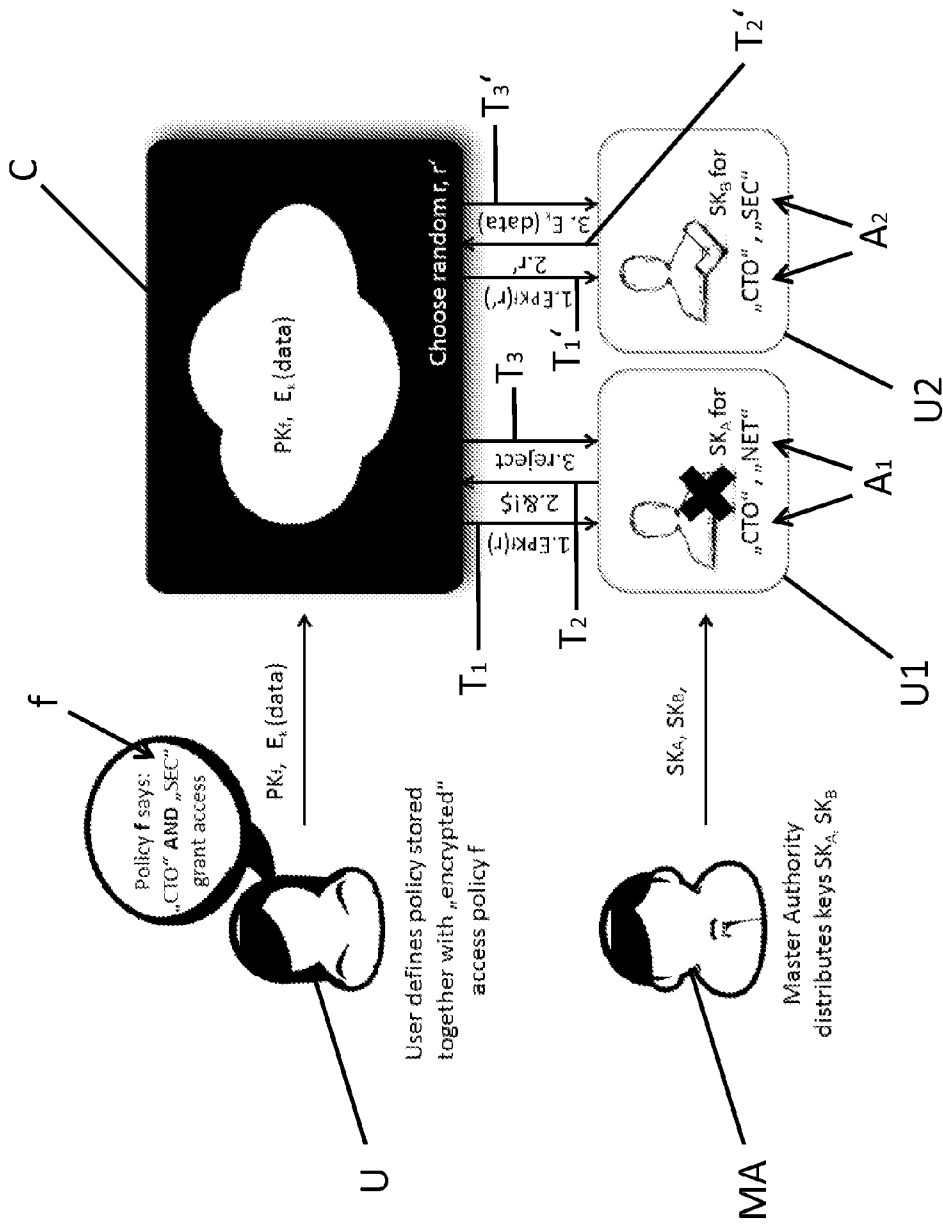 f
Policy f says:
„CTO“ AND „SEC“
grant access
U
User defines policy stored
together with „encrypted“
access policy f
PKf, Ek{data}
C
PKf, Ek{data}
Choose random r, r‘
MA
Master Authority
distributes keys SKA, SKB
SKA, SKB,
T1
T2
T3
1.EPKf(r)
2.&!$
3.reject
T1‘
T2‘
T3‘
1.EPKf(r‘)
2.r‘
3. Ek(data)
SKA for
„CTO“ , „NET“
A1
U1
SKB for
„CTO“ , „SEC“
A2
U2